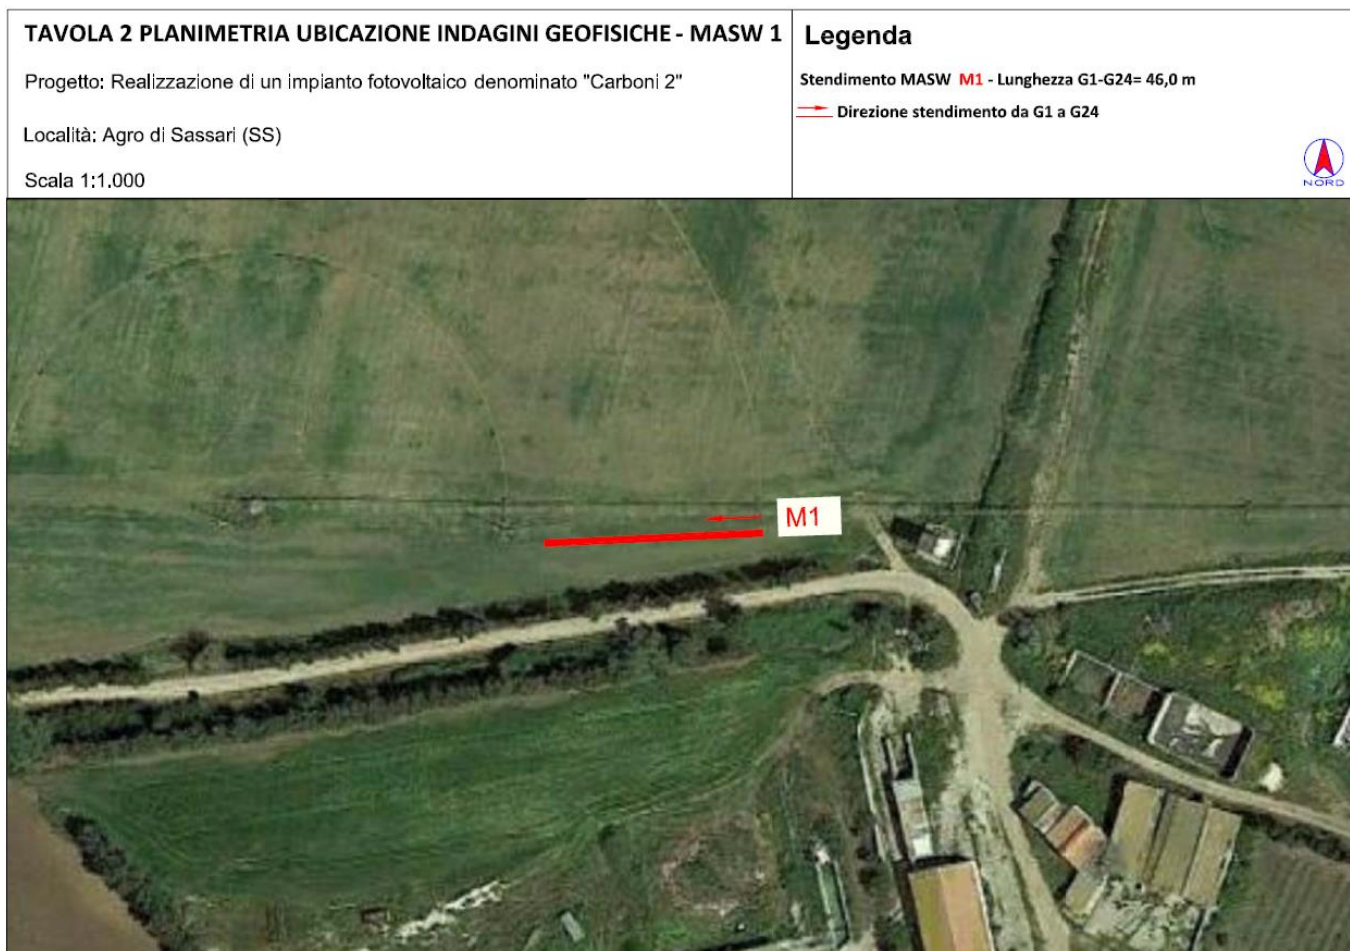 TAVOLA 2 PLANIMETRIA UBICAZIONE INDAGINI GEOFISICHE - MASW 1
Progetto: Realizzazione di un impianto fotovoltaico denominato "Carboni 2"
Località: Agro di Sassari (SS)
Scala 1:1.000
Legenda
Stendimento MASW M1 - Lunghezza G1-G24= 46,0 m
Direzione stendimento da G1 a G24
NORD
M1